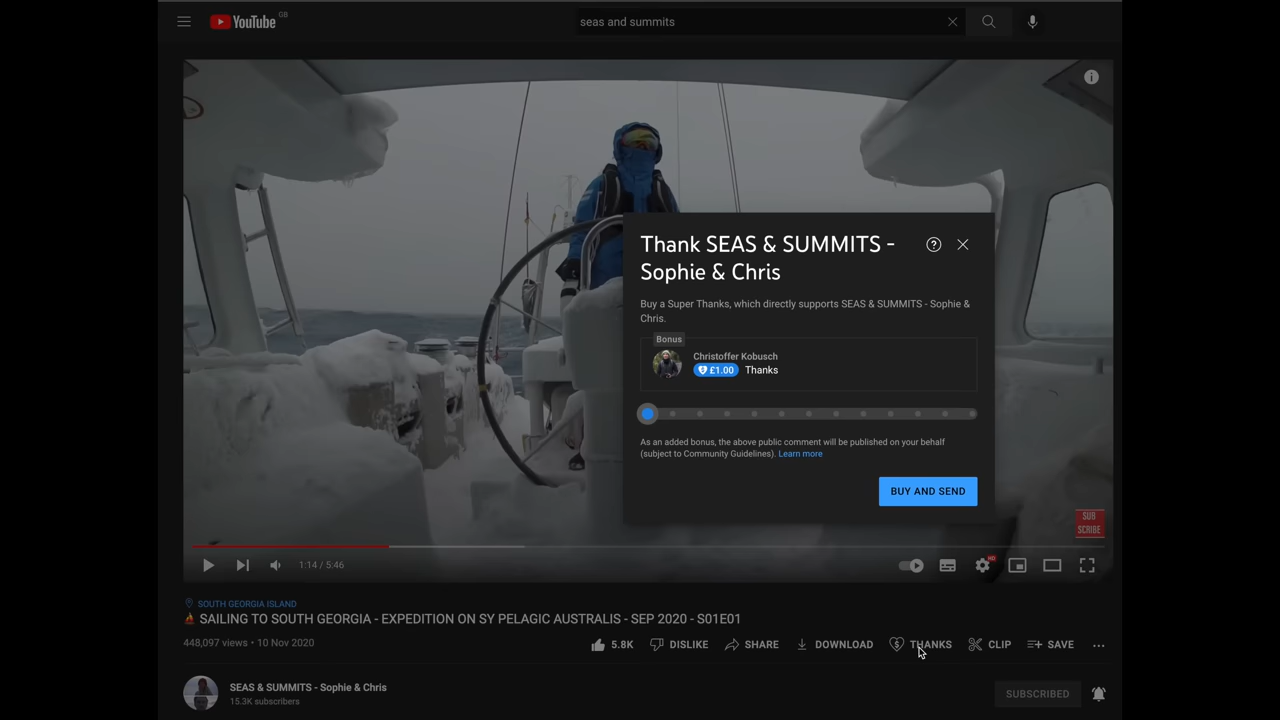 YouTube GB
seas and summits
Thank SEAS & SUMMITS -
Sophie & Chris
Buy a Super Thanks, which directly supports SEAS & SUMMITS - Sophie &
Chris.
Bonus
Christoffer Kobusch
£1.00 Thanks
As an added bonus, the above public comment will be published on your behalf
(subject to Community Guidelines). Learn more
BUY AND SEND
SUB
SCRIBE
1:14 / 5:46
HD
SOUTH GEORGIA ISLAND
SAILING TO SOUTH GEORGIA - EXPEDITION ON SY PELAGIC AUSTRALIS - SEP 2020 - S01E01
448,097 views • 10 Nov 2020
5.8K DISLIKE SHARE DOWNLOAD THANKS CLIP SAVE
SEAS & SUMMITS - Sophie & Chris
15.3K subscribers
SUBSCRIBED